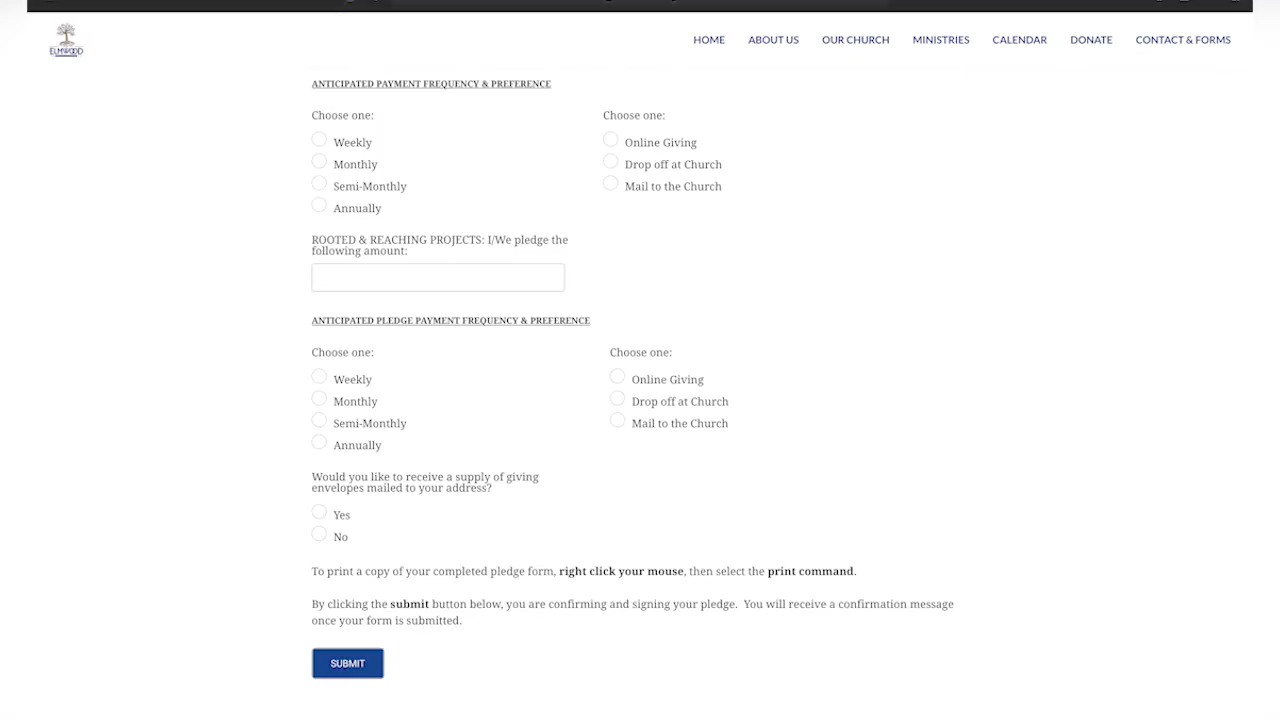 ELMWOOD
HOME ABOUT US OUR CHURCH MINISTRIES CALENDAR DONATE CONTACT & FORMS
ANTICIPATED PAYMENT FREQUENCY & PREFERENCE
Choose one:
Weekly
Monthly
Semi-Monthly
Annually
Choose one:
Online Giving
Drop off at Church
Mail to the Church
ROOTED & REACHING PROJECTS: I/We pledge the
following amount:
ANTICIPATED PLEDGE PAYMENT FREQUENCY & PREFERENCE
Choose one:
Weekly
Monthly
Semi-Monthly
Annually
Choose one:
Online Giving
Drop off at Church
Mail to the Church
Would you like to receive a supply of giving
envelopes mailed to your address?
Yes
No
To print a copy of your completed pledge form, right click your mouse, then select the print command.
By clicking the submit button below, you are confirming and signing your pledge. You will receive a confirmation message
once your form is submitted.
SUBMIT